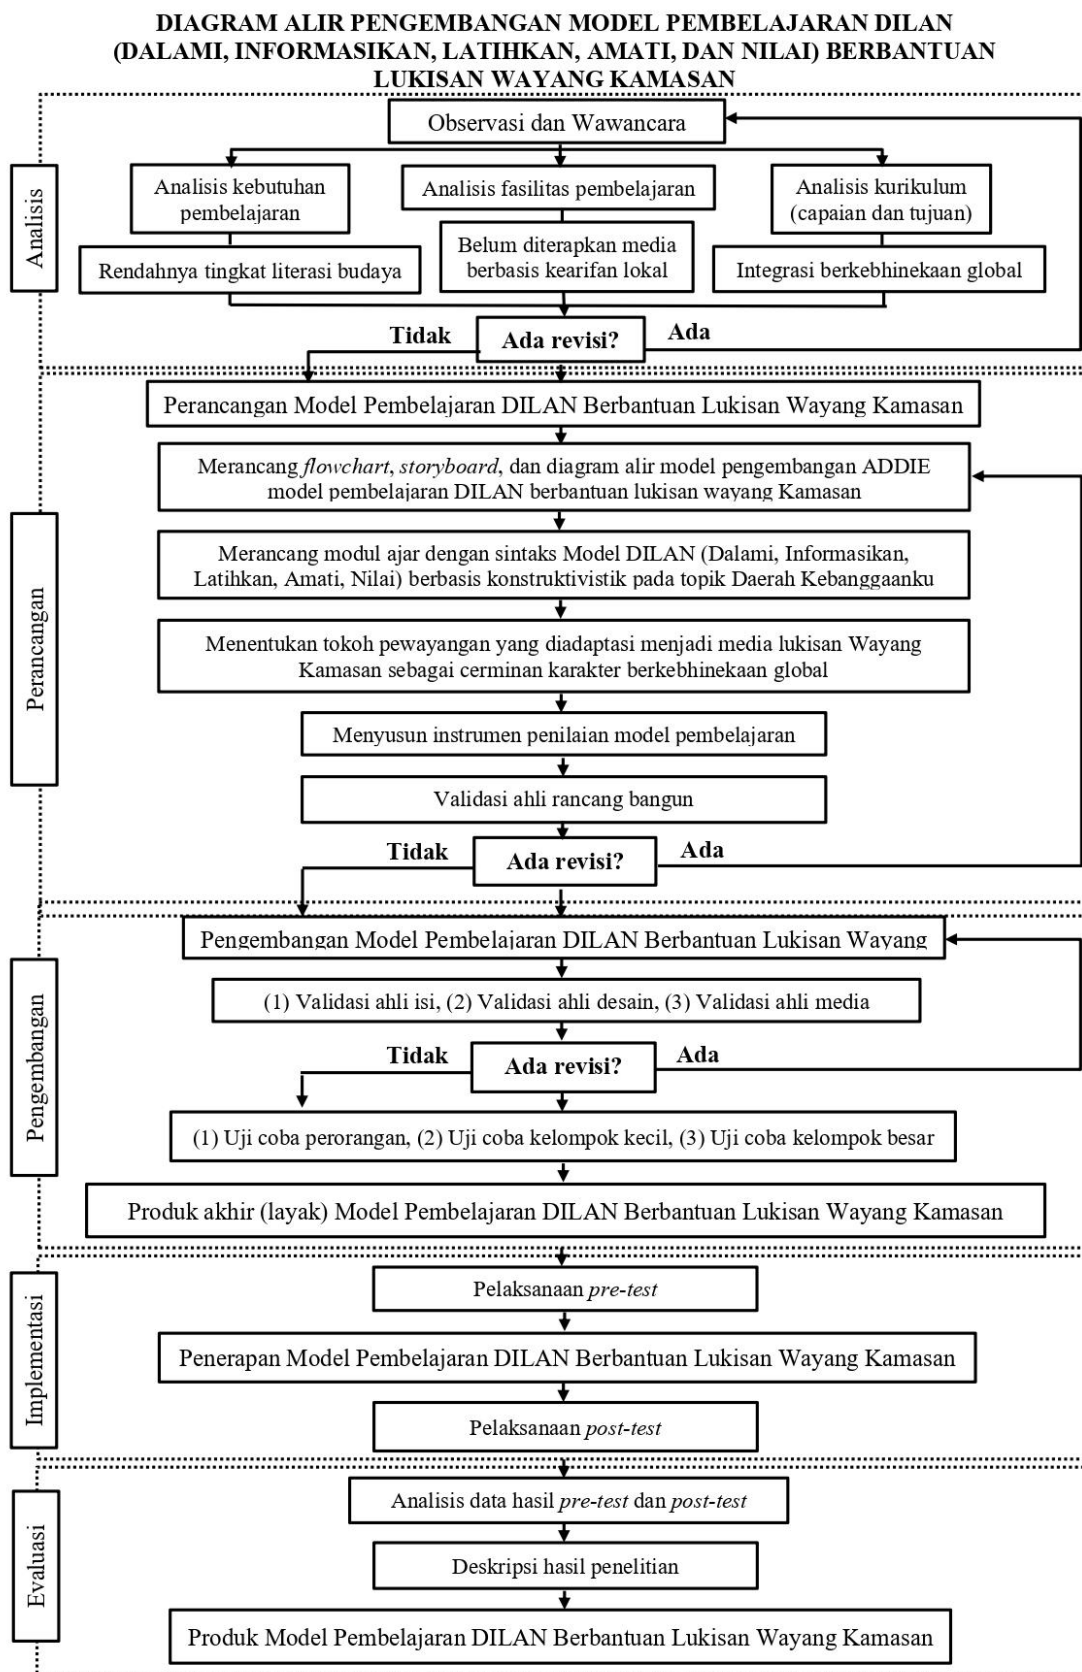 DIAGRAM ALIR PENGEMBANGAN MODEL PEMBELAJARAN DILAN
(DALAMI, INFORMASIKAN, LATIHKAN, AMATI, DAN NILAI) BERBANTUAN
LUKISAN WAYANG KAMASAN
Analisis
Observasi dan Wawancara
Analisis kebutuhan
pembelajaran
Analisis fasilitas pembelajaran
Analisis kurikulum
(capaian dan tujuan)
Rendahnya tingkat literasi budaya
Belum diterapkan media
berbasis kearifan lokal
Integrasi berkebhinekaan global
Tidak
Ada revisi?
Ada
Perancangan
Perancangan Model Pembelajaran DILAN Berbantuan Lukisan Wayang Kamasan
Merancang flowchart, storyboard, dan diagram alir model pengembangan ADDIE
model pembelajaran DILAN berbantuan lukisan wayang Kamasan
Merancang modul ajar dengan sintaks Model DILAN (Dalami, Informasikan,
Latihkan, Amati, Nilai) berbasis konstruktivistik pada topik Daerah Kebanggaanku
Menentukan tokoh pewayangan yang diadaptasi menjadi media lukisan Wayang
Kamasan sebagai cerminan karakter berkebhinekaan global
Menyusun instrumen penilaian model pembelajaran
Validasi ahli rancang bangun
Tidak
Ada revisi?
Ada
Pengembangan
Pengembangan Model Pembelajaran DILAN Berbantuan Lukisan Wayang
(1) Validasi ahli isi, (2) Validasi ahli desain, (3) Validasi ahli media
Tidak
Ada revisi?
Ada
(1) Uji coba perorangan, (2) Uji coba kelompok kecil, (3) Uji coba kelompok besar
Produk akhir (layak) Model Pembelajaran DILAN Berbantuan Lukisan Wayang Kamasan
Implementasi
Pelaksanaan pre-test
Penerapan Model Pembelajaran DILAN Berbantuan Lukisan Wayang Kamasan
Pelaksanaan post-test
Evaluasi
Analisis data hasil pre-test dan post-test
Deskripsi hasil penelitian
Produk Model Pembelajaran DILAN Berbantuan Lukisan Wayang Kamasan